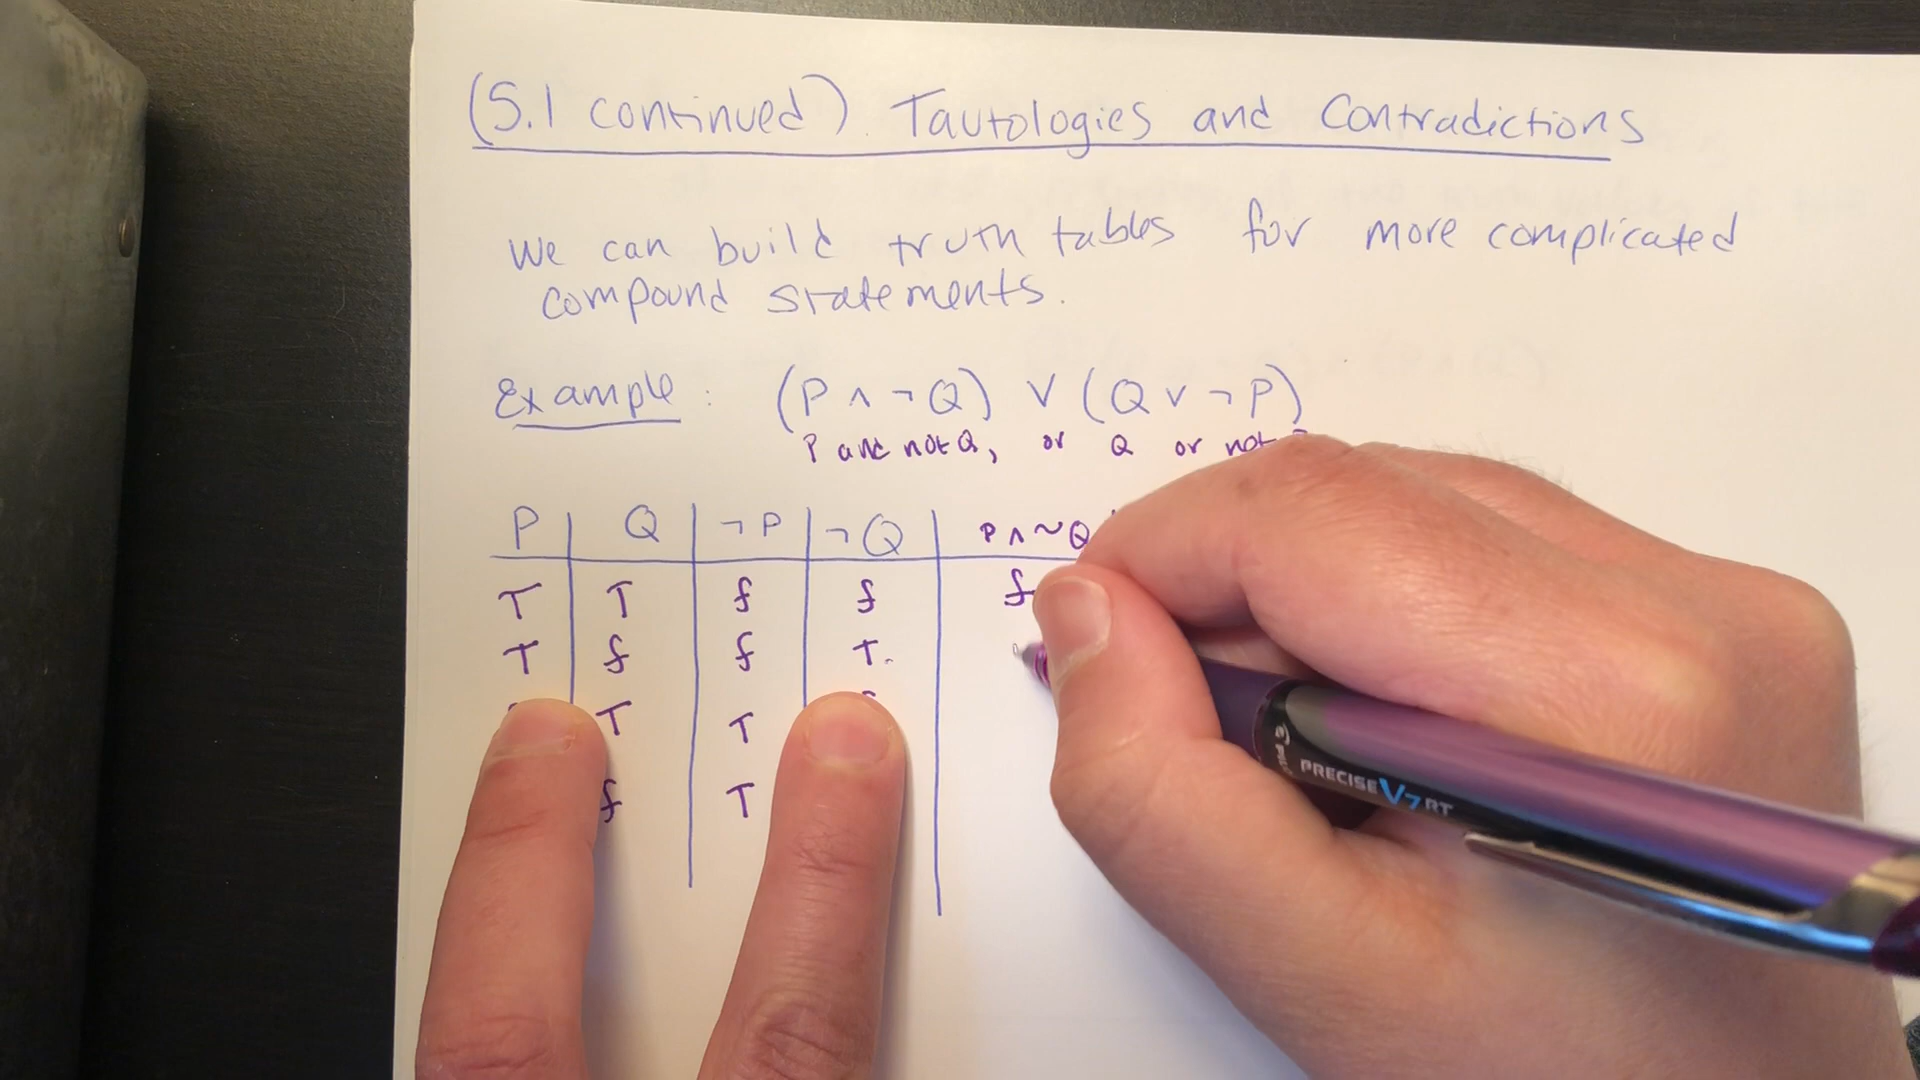 (5.1 continued). Tautologies and Contradictions
We can build truth tables for more complicated
compound statements.
Example: (P ∧ ¬Q) ∨ (Q ∨ ¬P)
P and not Q, or Q or not
P Q ¬P ¬Q P ∧ ~Q
T T f f f
T f f T.
T T
f T
PRECISE V7 RT